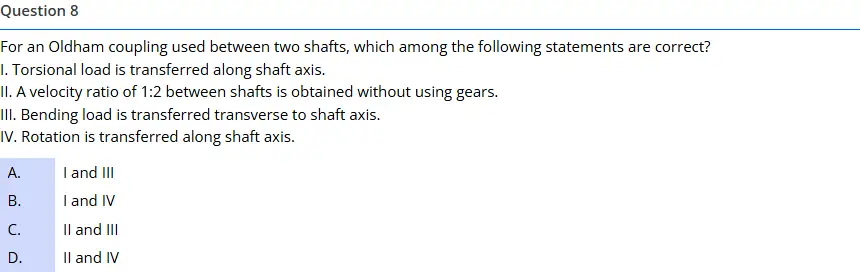 Question 8
For an Oldham coupling used between two shafts, which among the following statements are correct?
I. Torsional load is transferred along shaft axis.
II. A velocity ratio of 1:2 between shafts is obtained without using gears.
III. Bending load is transferred transverse to shaft axis.
IV. Rotation is transferred along shaft axis.
A. I and III
B. I and IV
C. II and III
D. II and IV